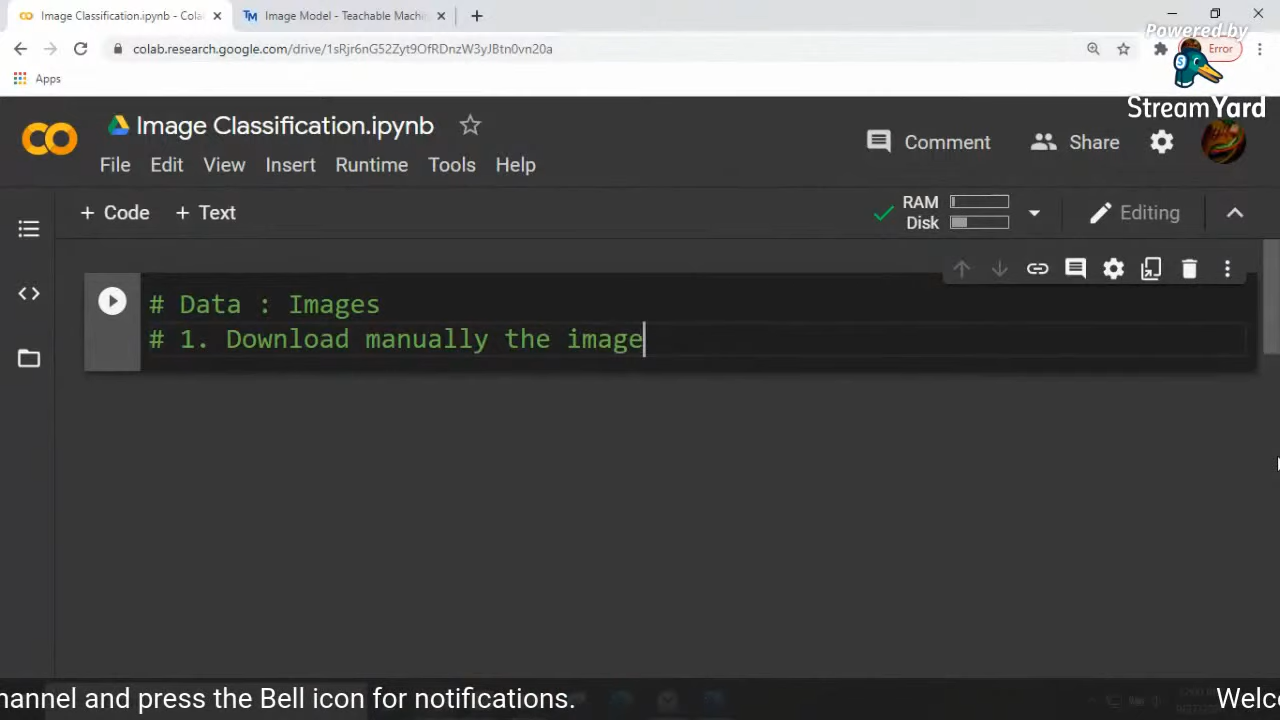 Image Classification.ipynb - Cola
Image Model - Teachable Machi
colab.research.google.com/drive/1sRjr6nG52Zyt9OfRDnzW3yJBtn0vn20a
Error
Powered by
StreamYard
Apps
Image Classification.ipynb
File Edit View Insert Runtime Tools Help
Comment
Share
+ Code + Text
RAM
Disk
Editing
# Data : Images
# 1. Download manually the image
hannel and press the Bell icon for notifications.
Welco